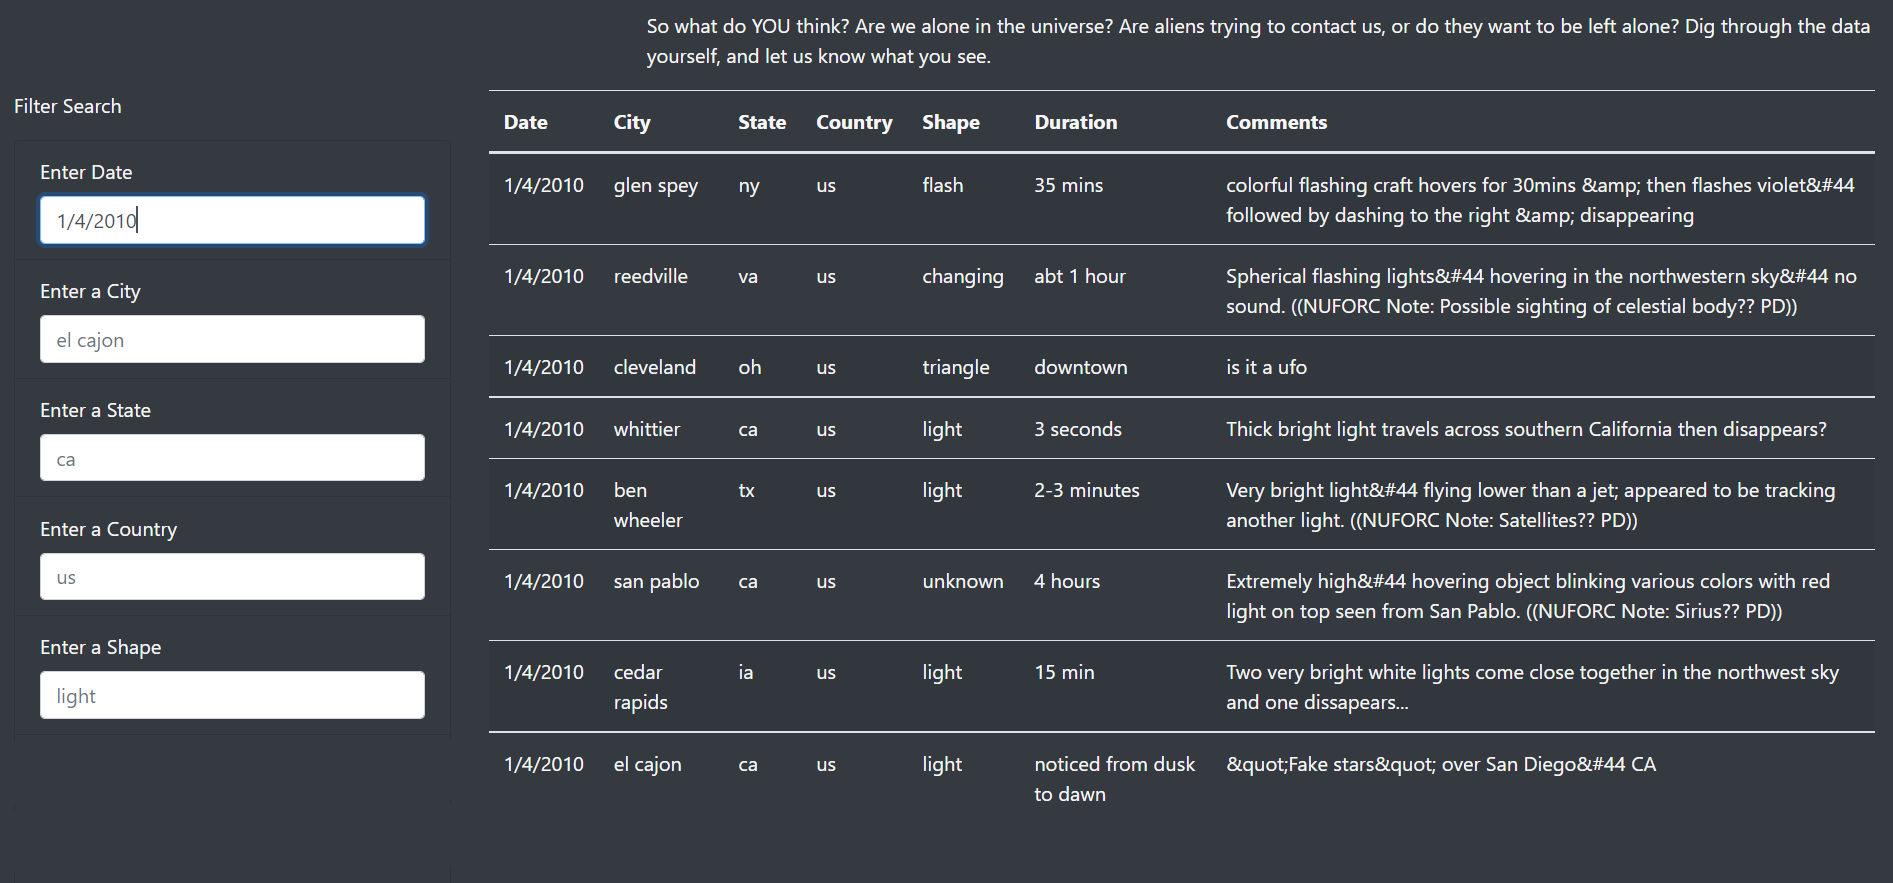 So what do YOU think? Are we alone in the universe? Are aliens trying to contact us, or do they want to be left alone? Dig through the data
yourself, and let us know what you see.
Filter Search
Enter Date
1/4/2010
Enter a City
el cajon
Enter a State
ca
Enter a Country
us
Enter a Shape
light
Date City State Country Shape Duration Comments
1/4/2010 glen spey ny us flash 35 mins colorful flashing craft hovers for 30mins &amp; then flashes violet&#44
followed by dashing to the right &amp; disappearing
1/4/2010 reedville va us changing abt 1 hour Spherical flashing lights&#44 hovering in the northwestern sky&#44 no
sound. ((NUFORC Note: Possible sighting of celestial body?? PD))
1/4/2010 cleveland oh us triangle downtown is it a ufo
1/4/2010 whittier ca us light 3 seconds Thick bright light travels across southern California then disappears?
1/4/2010 ben tx us light 2-3 minutes Very bright light&#44 flying lower than a jet; appeared to be tracking
wheeler another light. ((NUFORC Note: Satellites?? PD))
1/4/2010 san pablo ca us unknown 4 hours Extremely high&#44 hovering object blinking various colors with red
light on top seen from San Pablo. ((NUFORC Note: Sirius?? PD))
1/4/2010 cedar ia us light 15 min Two very bright white lights come close together in the northwest sky
rapids and one dissapears...
1/4/2010 el cajon ca us light noticed from dusk &quot;Fake stars&quot; over San Diego&#44 CA
to dawn